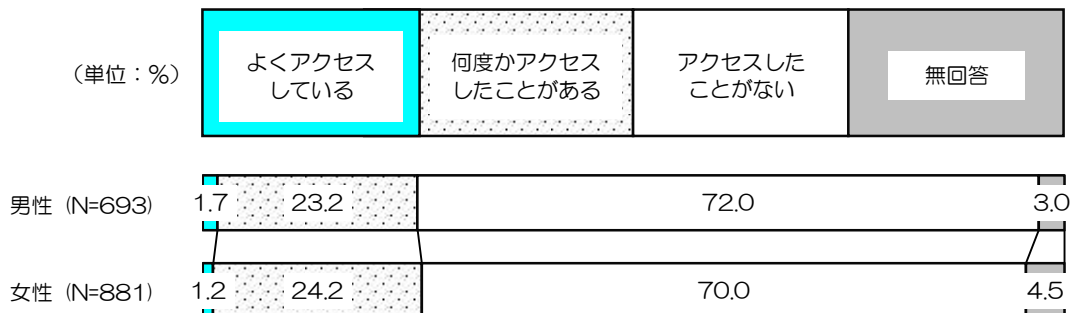 （単位：％）
よくアクセス
している
何度かアクセス
したことがある
アクセスした
ことがない
無回答
男性 (N=693) 1.7 23.2 72.0 3.0
女性 (N=881) 1.2 24.2 70.0 4.5